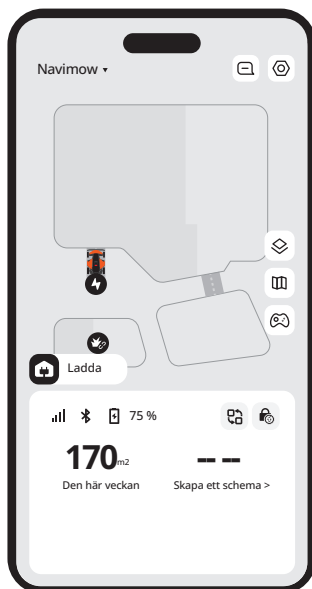 Navimow
Ladda
75 %
170m2
-- --
Den här veckan
Skapa ett schema >